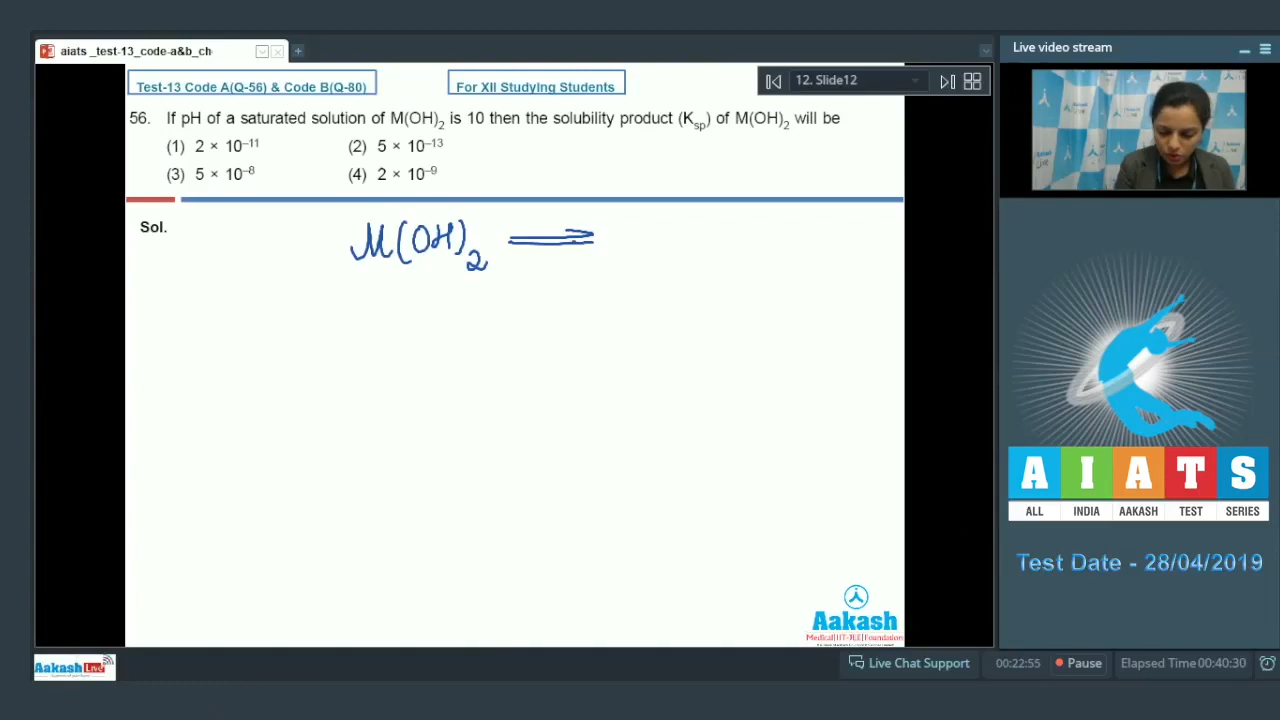 aiats _test-13_code-a&b_ch
Live video stream
Test-13 Code A(Q-56) & Code B(Q-80)
For XII Studying Students
12. Slide12
56. If pH of a saturated solution of M(OH)₂ is 10 then the solubility product (Kₛₚ) of M(OH)₂ will be
(1) 2 × 10⁻¹¹ (2) 5 × 10⁻¹³
(3) 5 × 10⁻⁸ (4) 2 × 10⁻⁹
Sol.
M(OH)₂ ⇌
A I A T S
ALL INDIA AAKASH TEST SERIES
Test Date - 28/04/2019
Aakash
Medical|IIT-JEE|Foundation
Aakash Live
Live Chat Support
00:22:55
Pause
Elapsed Time 00:40:30